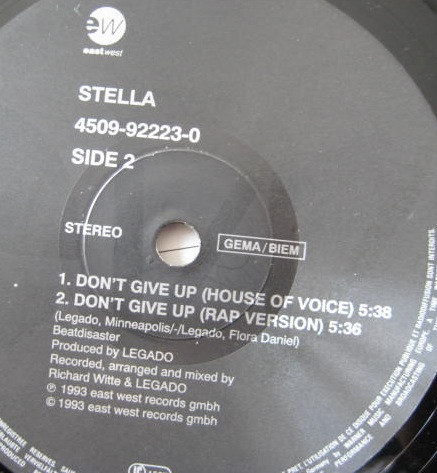 ew
eastwest
STELLA
4509-92223-0
SIDE 2
STEREO
GEMA/BIEM
1. DON'T GIVE UP (HOUSE OF VOICE) 5:38
2. DON'T GIVE UP (RAP VERSION) 5:36
(Legado, Minneapolis/-/Legado, Flora Daniel)
Beatdisaster
Produced by LEGADO
Recorded, arranged and mixed by
Richard Witte & LEGADO
℗ 1993 east west records gmbh
© 1993 east west records gmbh